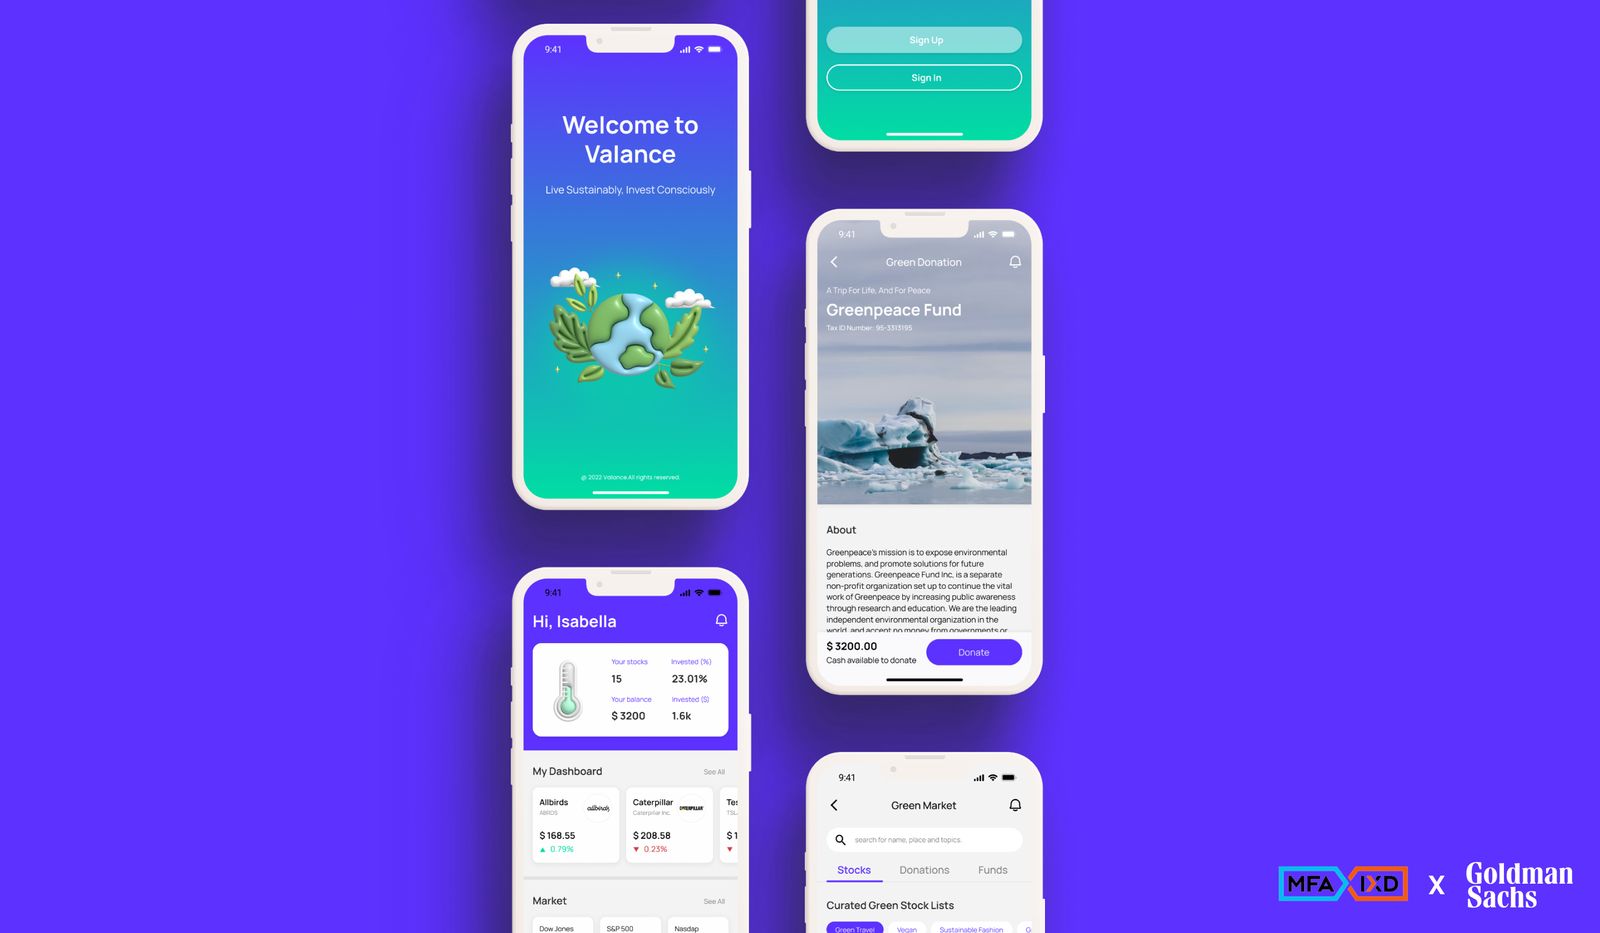 9:41
Welcome to
Valance
Live Sustainably, Invest Consciously
@ 2022 Valance.All rights reserved.
9:41
Hi, Isabella
Your stocks
Invested (%)
15
23.01%
Your balance
Invested ($)
$ 3200
1.6k
My Dashboard
See All
Allbirds
ABRDS
allbirds
$ 168.55
0.79%
Caterpillar
Caterpillar Inc.
CATERPILLAR
$ 208.58
0.23%
Tes
TSL
$ 1
Market
See All
Dow Jones
S&P 500
Nasdap
Sign Up
Sign In
9:41
Green Donation
A Trip For Life, And For Peace
Greenpeace Fund
Tax ID Number: 95-3313195
About
Greenpeace's mission is to expose environmental
problems, and promote solutions for future
generations. Greenpeace Fund Inc, is a separate
non-profit organization set up to continue the vital
work of Greenpeace by increasing public awareness
through research and education. We are the leading
independent environmental organization in the
world, and accept no money from governments or
$ 3200.00
Cash available to donate
Donate
9:41
Green Market
search for name, place and topics.
Stocks
Donations
Funds
Curated Green Stock Lists
Green Travel
Vegan
Sustainable Fashion
G
MFA IXD
X
Goldman
Sachs